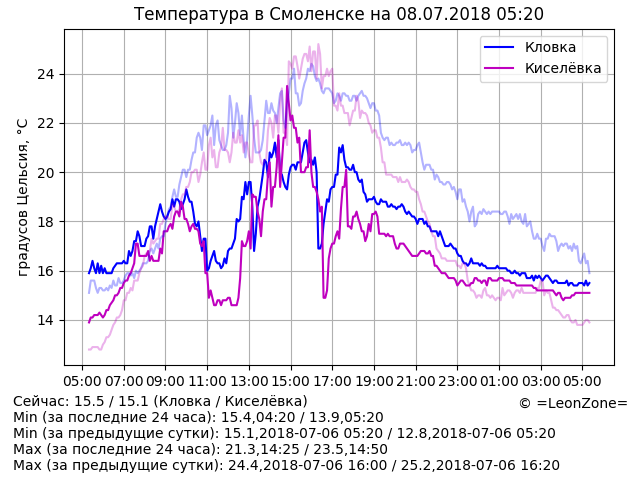 Температура в Смоленске на 08.07.2018 05:20
градусов Цельсия, °C
Кловка
Киселёвка
24
22
20
18
16
14
05:00 07:00 09:00 11:00 13:00 15:00 17:00 19:00 21:00 23:00 01:00 03:00 05:00
Сейчас: 15.5 / 15.1 (Кловка / Киселёвка)
© =LeonZone=
Min (за последние 24 часа): 15.4,04:20 / 13.9,05:20
Min (за предыдущие сутки): 15.1,2018-07-06 05:20 / 12.8,2018-07-06 05:20
Max (за последние 24 часа): 21.3,14:25 / 23.5,14:50
Max (за предыдущие сутки): 24.4,2018-07-06 16:00 / 25.2,2018-07-06 16:20